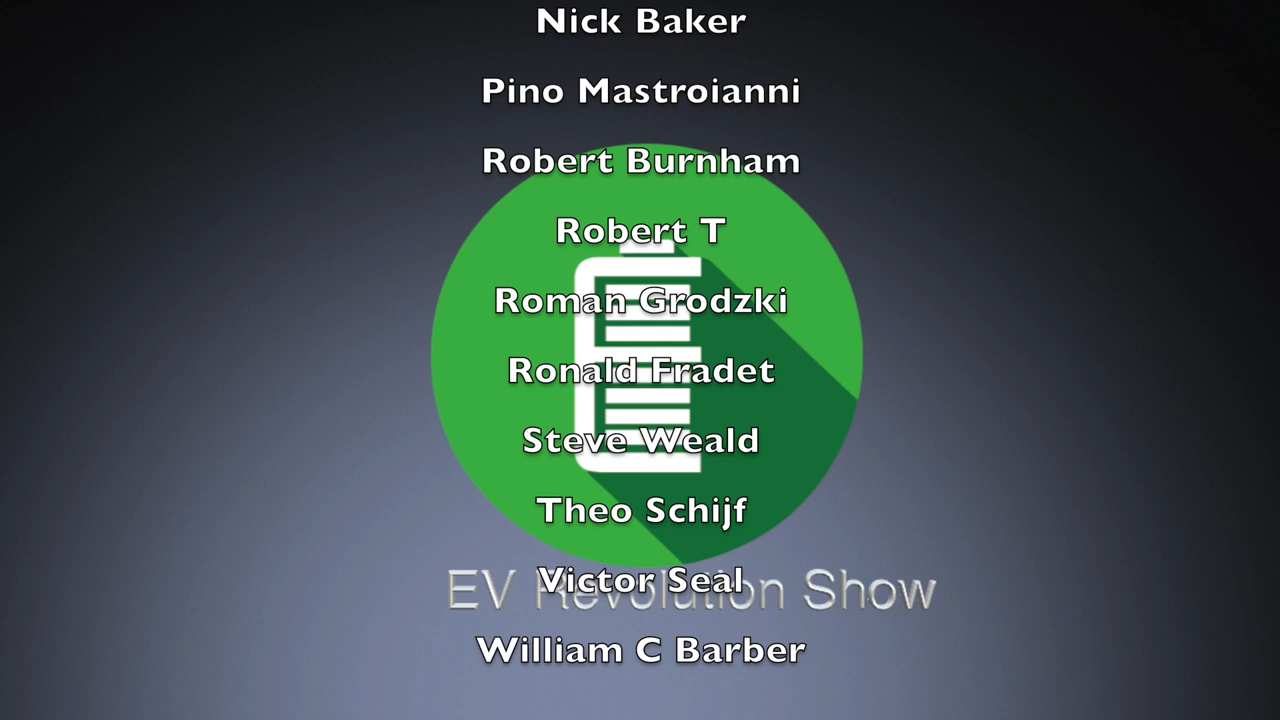 Nick Baker
Pino Mastroianni
Robert Burnham
Robert T
Roman Grodzki
Ronald Fradet
Steve Weald
Theo Schijf
Victor Seal
EV Revolution Show
William C Barber